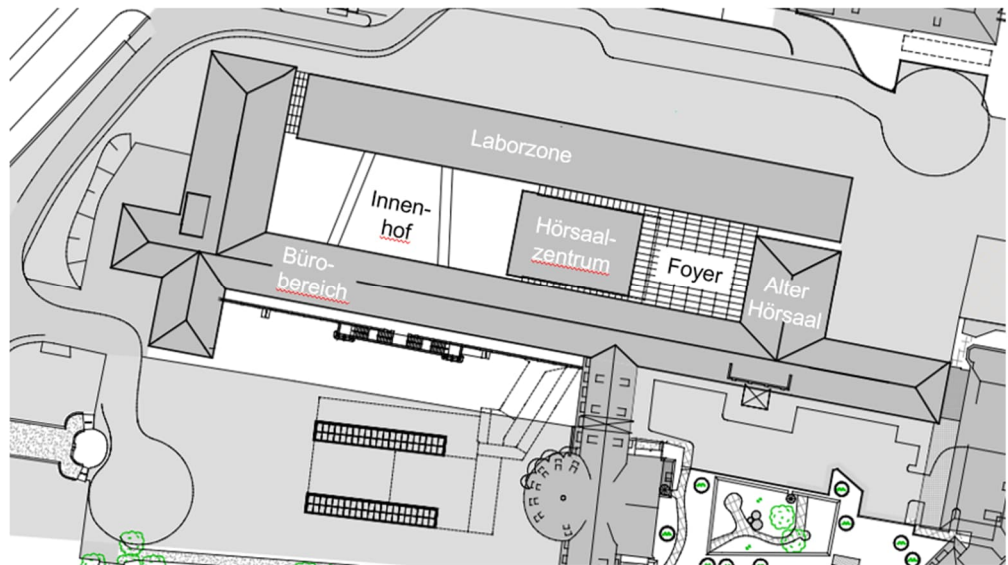 Laborzone
Innen-
hof
Hörsaal-
zentrum
Foyer
Büro-
bereich
Alter
Hörsaal